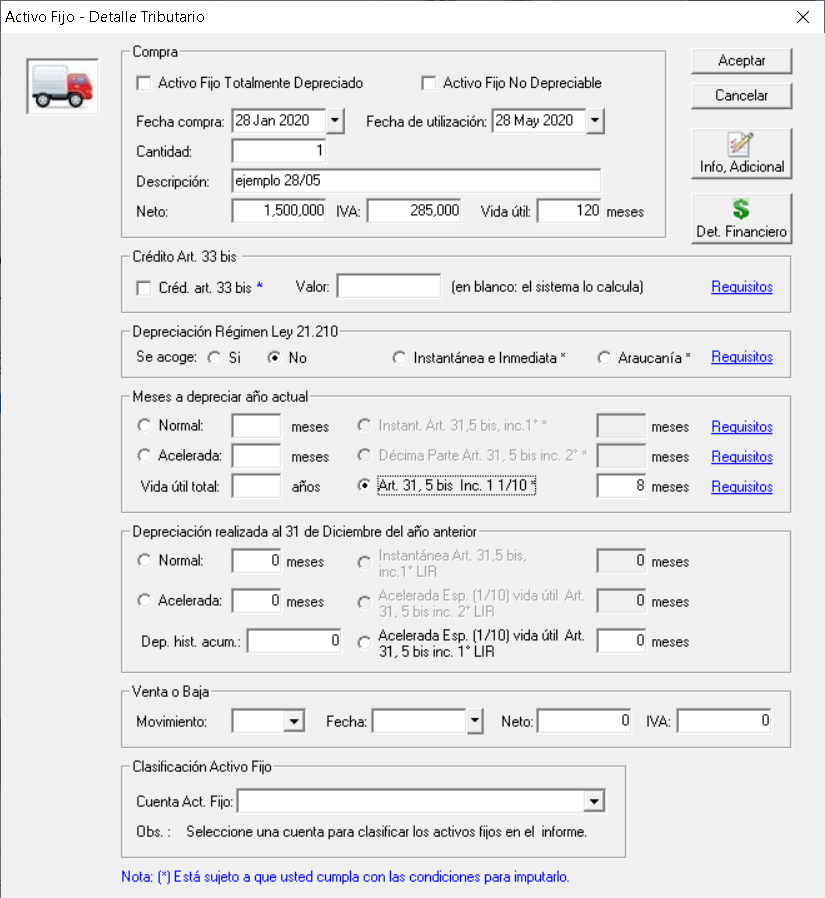 Activo Fijo - Detalle Tributario
Compra
Activo Fijo Totalmente Depreciado Activo Fijo No Depreciable
Aceptar
Cancelar
Fecha compra: 28 Jan 2020 Fecha de utilización: 28 May 2020
Cantidad: 1
Info, Adicional
Descripción: ejemplo 28/05
Neto: 1,500,000 IVA: 285,000 Vida útil: 120 meses
Det. Financiero
Crédito Art. 33 bis
Créd. art. 33 bis * Valor: (en blanco: el sistema lo calcula) Requisitos
Depreciación Régimen Ley 21.210
Se acoge: Si No Instantánea e Inmediata * Araucanía * Requisitos
Meses a depreciar año actual
Normal: meses Instant. Art. 31,5 bis, inc.1° * meses Requisitos
Acelerada: meses Décima Parte Art. 31, 5 bis inc. 2° * meses Requisitos
Vida útil total: años Art. 31, 5 bis Inc. 1 1/10 * 8 meses Requisitos
Depreciación realizada al 31 de Diciembre del año anterior
Normal: 0 meses Instantánea Art. 31,5 bis, 0 meses
inc.1° LIR
Acelerada: 0 meses Acelerada Esp. (1/10) vida útil Art. 0 meses
31, 5 bis inc. 2° LIR
Dep. hist. acum.: 0 Acelerada Esp. (1/10) vida útil Art. 0 meses
31, 5 bis inc. 1° LIR
Venta o Baja
Movimiento: Fecha: Neto: 0 IVA: 0
Clasificación Activo Fijo
Cuenta Act. Fijo:
Obs. : Seleccione una cuenta para clasificar los activos fijos en el informe.
Nota: (*) Está sujeto a que usted cumpla con las condiciones para imputarlo.